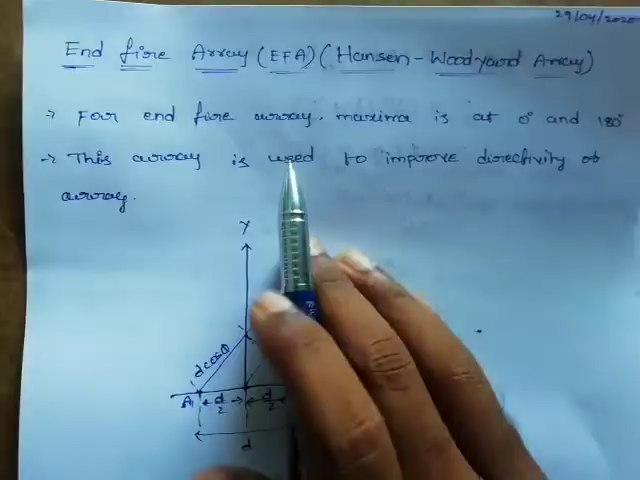 29/04/2020
End fire Array (EFA) (Hansen-Woodyard Array)
→ For end fire array. maxima is at 0° and 180°
→ This array is used to improve directivity of
array.
Y
d cosθ
A1 d/2 d/2
d